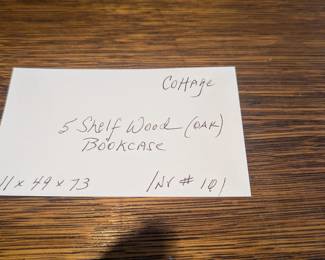 Cottage
5 Shelf Wood (OAK)
Bookcase
11 x 49 x 73 Inv # 101